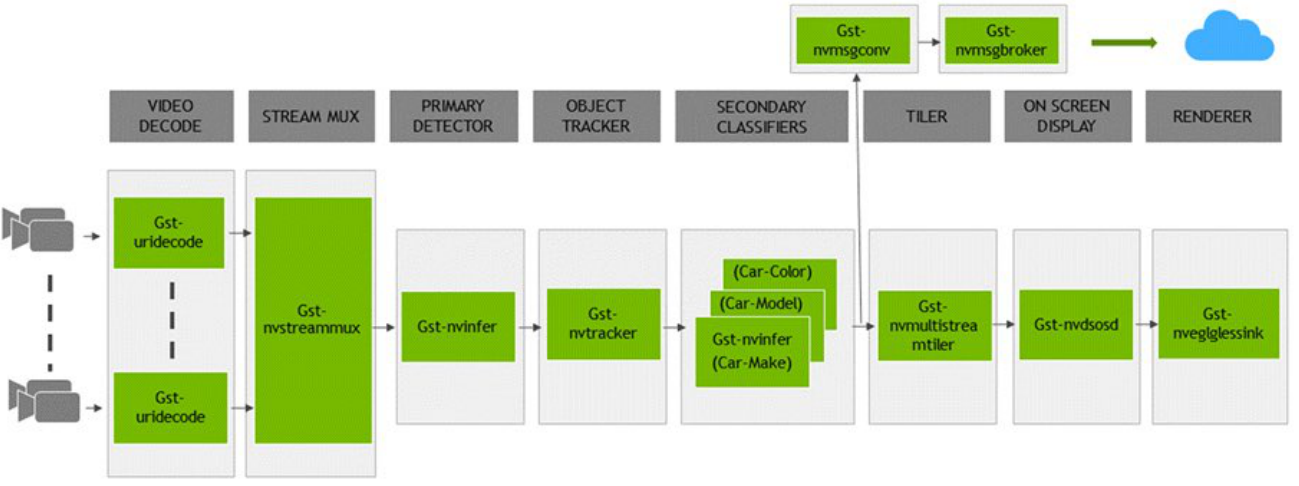 Gst-
nvmsgconv
Gst-
nvmsgbroker
VIDEO
DECODE
STREAM MUX
PRIMARY
DETECTOR
OBJECT
TRACKER
SECONDARY
CLASSIFIERS
TILER
ON SCREEN
DISPLAY
RENDERER
Gst-
uridecode
Gst-
uridecode
Gst-
nvstreammux
Gst-nvinfer
Gst-
nvtracker
(Car-Color)
(Car-Model)
Gst-nvinfer
(Car-Make)
Gst-
nvmultistrea
mtiler
Gst-nvdsosd
Gst-
nveglglessink